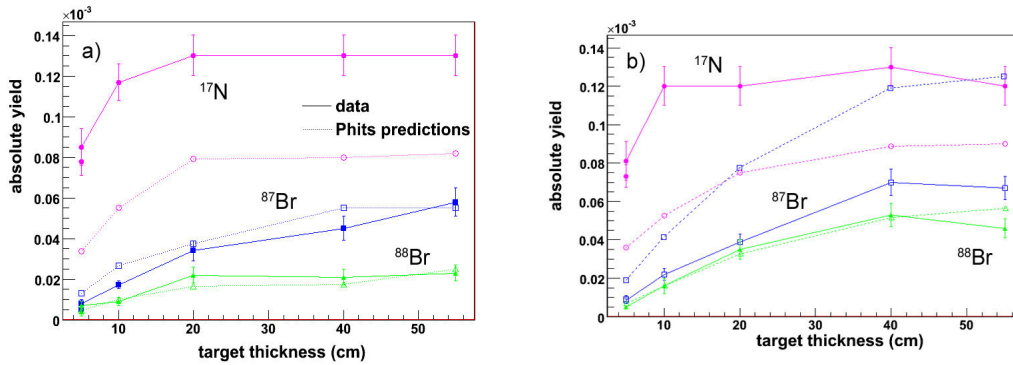 ×10⁻³
0.14
0.12
0.1
0.08
0.06
0.04
0.02
0
absolute yield
a)
¹⁷N
data
Phits predictions
⁸⁷Br
⁸⁸Br
10 20 30 40 50
target thickness (cm)
×10⁻³
0.14
0.12
0.1
0.08
0.06
0.04
0.02
0
absolute yield
b)
¹⁷N
⁸⁷Br
⁸⁸Br
10 20 30 40 50
target thickness (cm)